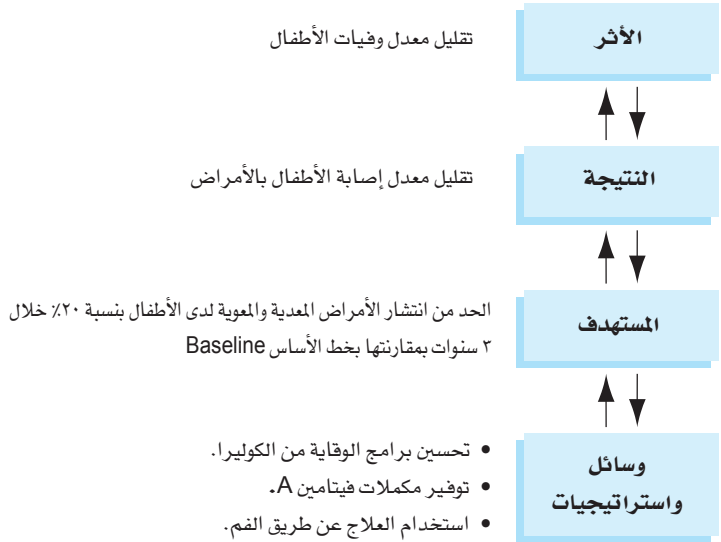 الأثر
تقليل معدل وفيات الأطفال
النتيجة
تقليل معدل إصابة الأطفال بالأمراض
المستهدف
الحد من انتشار الأمراض المعدية والمعوية لدى الأطفال بنسبة ٢٠٪ خلال
٣ سنوات بمقارنتها بخط الأساس Baseline
وسائل
واستراتيجيات
• تحسين برامج الوقاية من الكوليرا.
• توفير مكملات فيتامين A.
• استخدام العلاج عن طريق الفم.